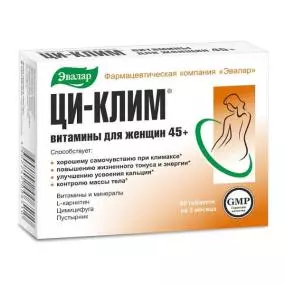 Эвалар
Фармацевтическая компания «Эвалар»
ЦИ-КЛИМ®
витамины для женщин 45+
Способствует:
• хорошему самочувствию при климаксе
• повышению жизненного тонуса и энергии
• улучшению усвоения кальция
• контролю массы тела
Витамины и минералы
L-карнитин
Цимицифуга
Пустырник
60 таблеток
на 2 месяца
GMP